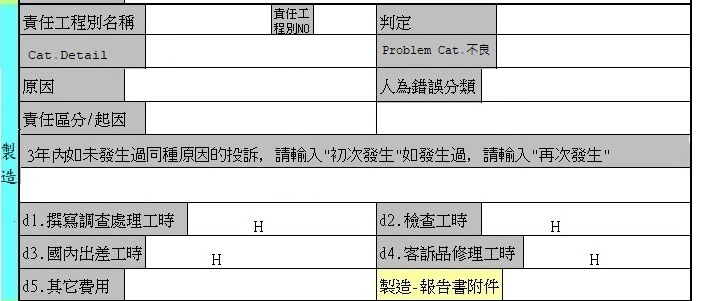 責任工程別名稱 責任工程別NO 判定
Cat.Detail Problem Cat.不良
原因 人為錯誤分類
責任區分/起因
3年內如未發生過同種原因的投訴，請輸入"初次發生"如發生過，請輸入"再次發生"
製造
d1.撰寫調查處理工時 H d2.檢查工時 H
d3.國內出差工時 H d4.客訴品修理工時 H
d5.其它費用 製造-報告書附件